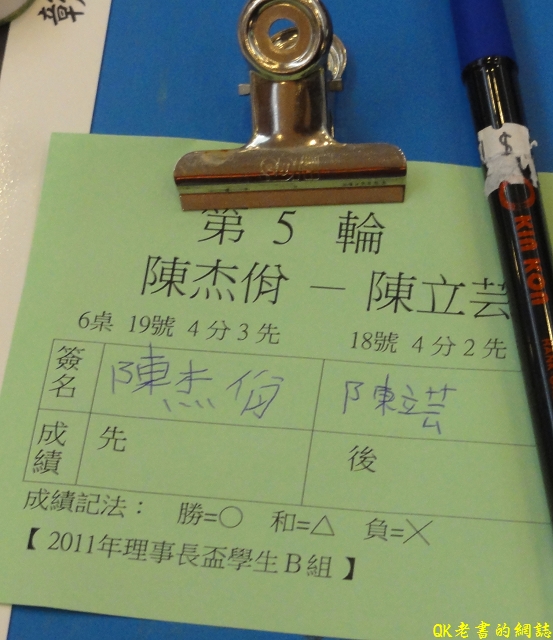 第 5 輪
陳杰佾 － 陳立芸
6桌 19號 4分3先 18號 4分2先
簽名 陳杰佾 陳立芸
成績 先 後
成績記法： 勝=○ 和=△ 負=╳
【 2011年理事長盃學生B組 】
$
KIM KOH
QK老書的網誌